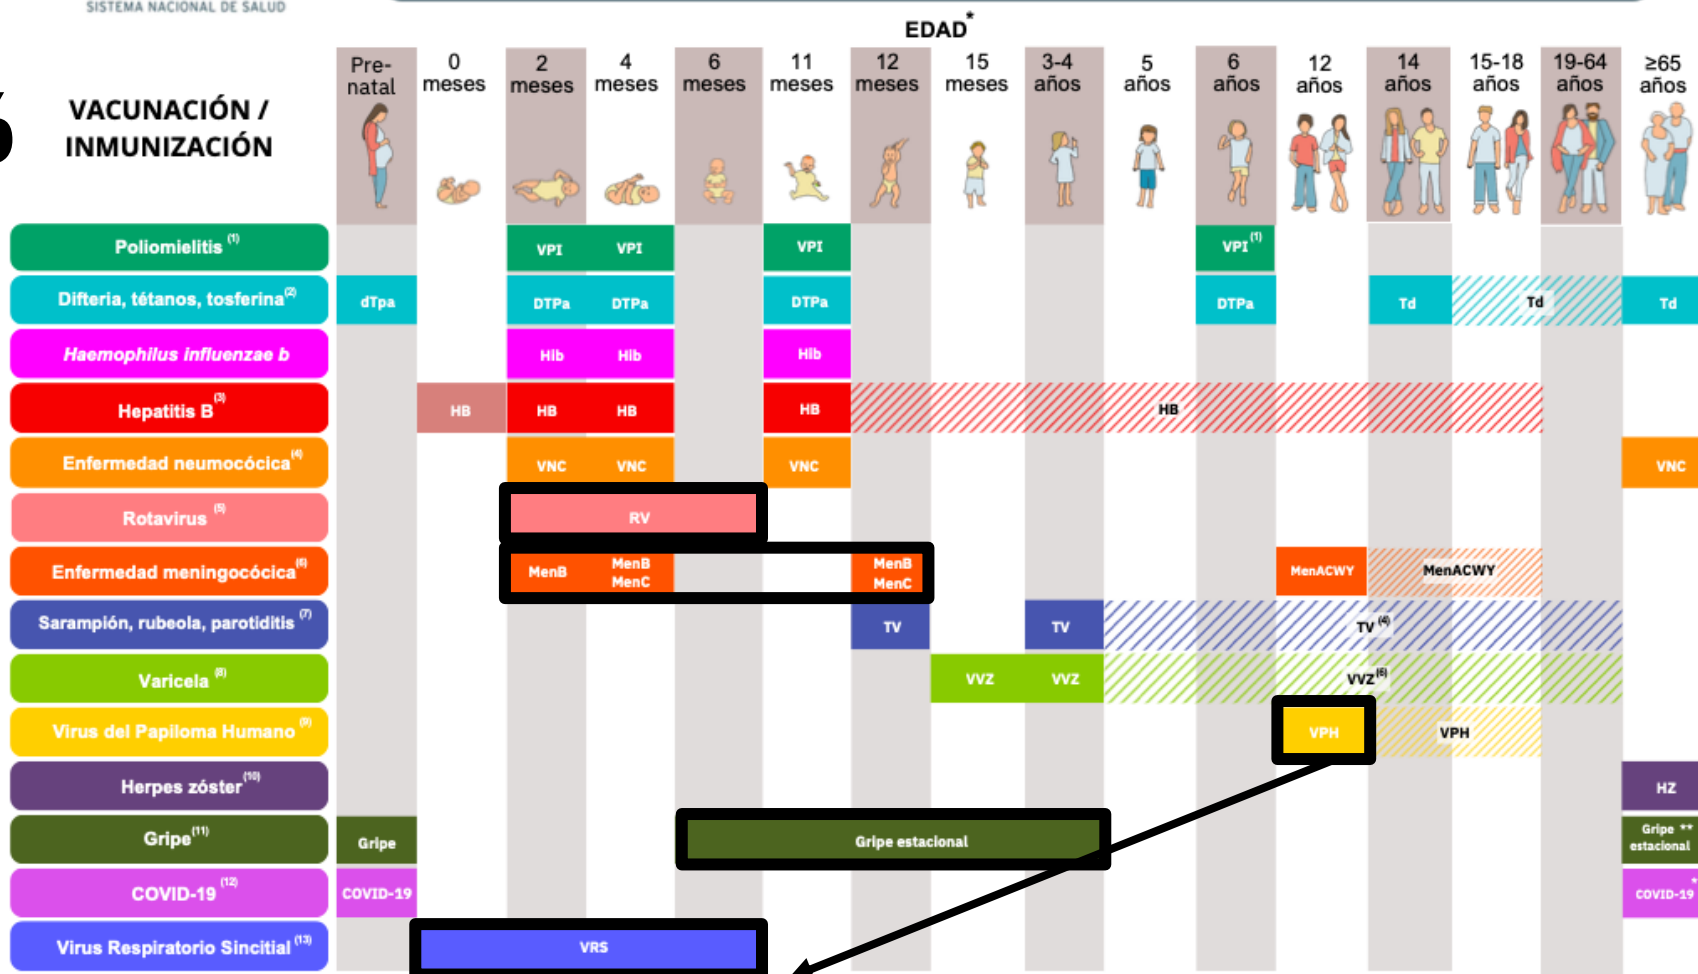 SISTEMA NACIONAL DE SALUD
EDAD*
VACUNACIÓN /
INMUNIZACIÓN
Pre-
natal
0
meses
2
meses
4
meses
6
meses
11
meses
12
meses
15
meses
3-4
años
5
años
6
años
12
años
14
años
15-18
años
19-64
años
≥65
años
%
Poliomielitis (1) VPI VPI VPI VPI (1)
Difteria, tétanos, tosferina(2) dTpa DTPa DTPa DTPa DTPa Td Td Td
Haemophilus influenzae b Hib Hib Hib
Hepatitis B(3) HB HB HB HB HB
Enfermedad neumocócica(4) VNC VNC VNC VNC
Rotavirus (5) RV
Enfermedad meningocócica(6) MenB MenB MenC MenB MenC MenACWY MenACWY
Sarampión, rubeola, parotiditis (7) TV TV TV (4)
Varicela (8) VVZ VVZ VVZ(6)
Virus del Papiloma Humano (9) VPH VPH
Herpes zóster(10) HZ
Gripe(11) Gripe Gripe estacional Gripe ** estacional
COVID-19 (12) COVID-19 COVID-19 *
Virus Respiratorio Sincitial (13) VRS